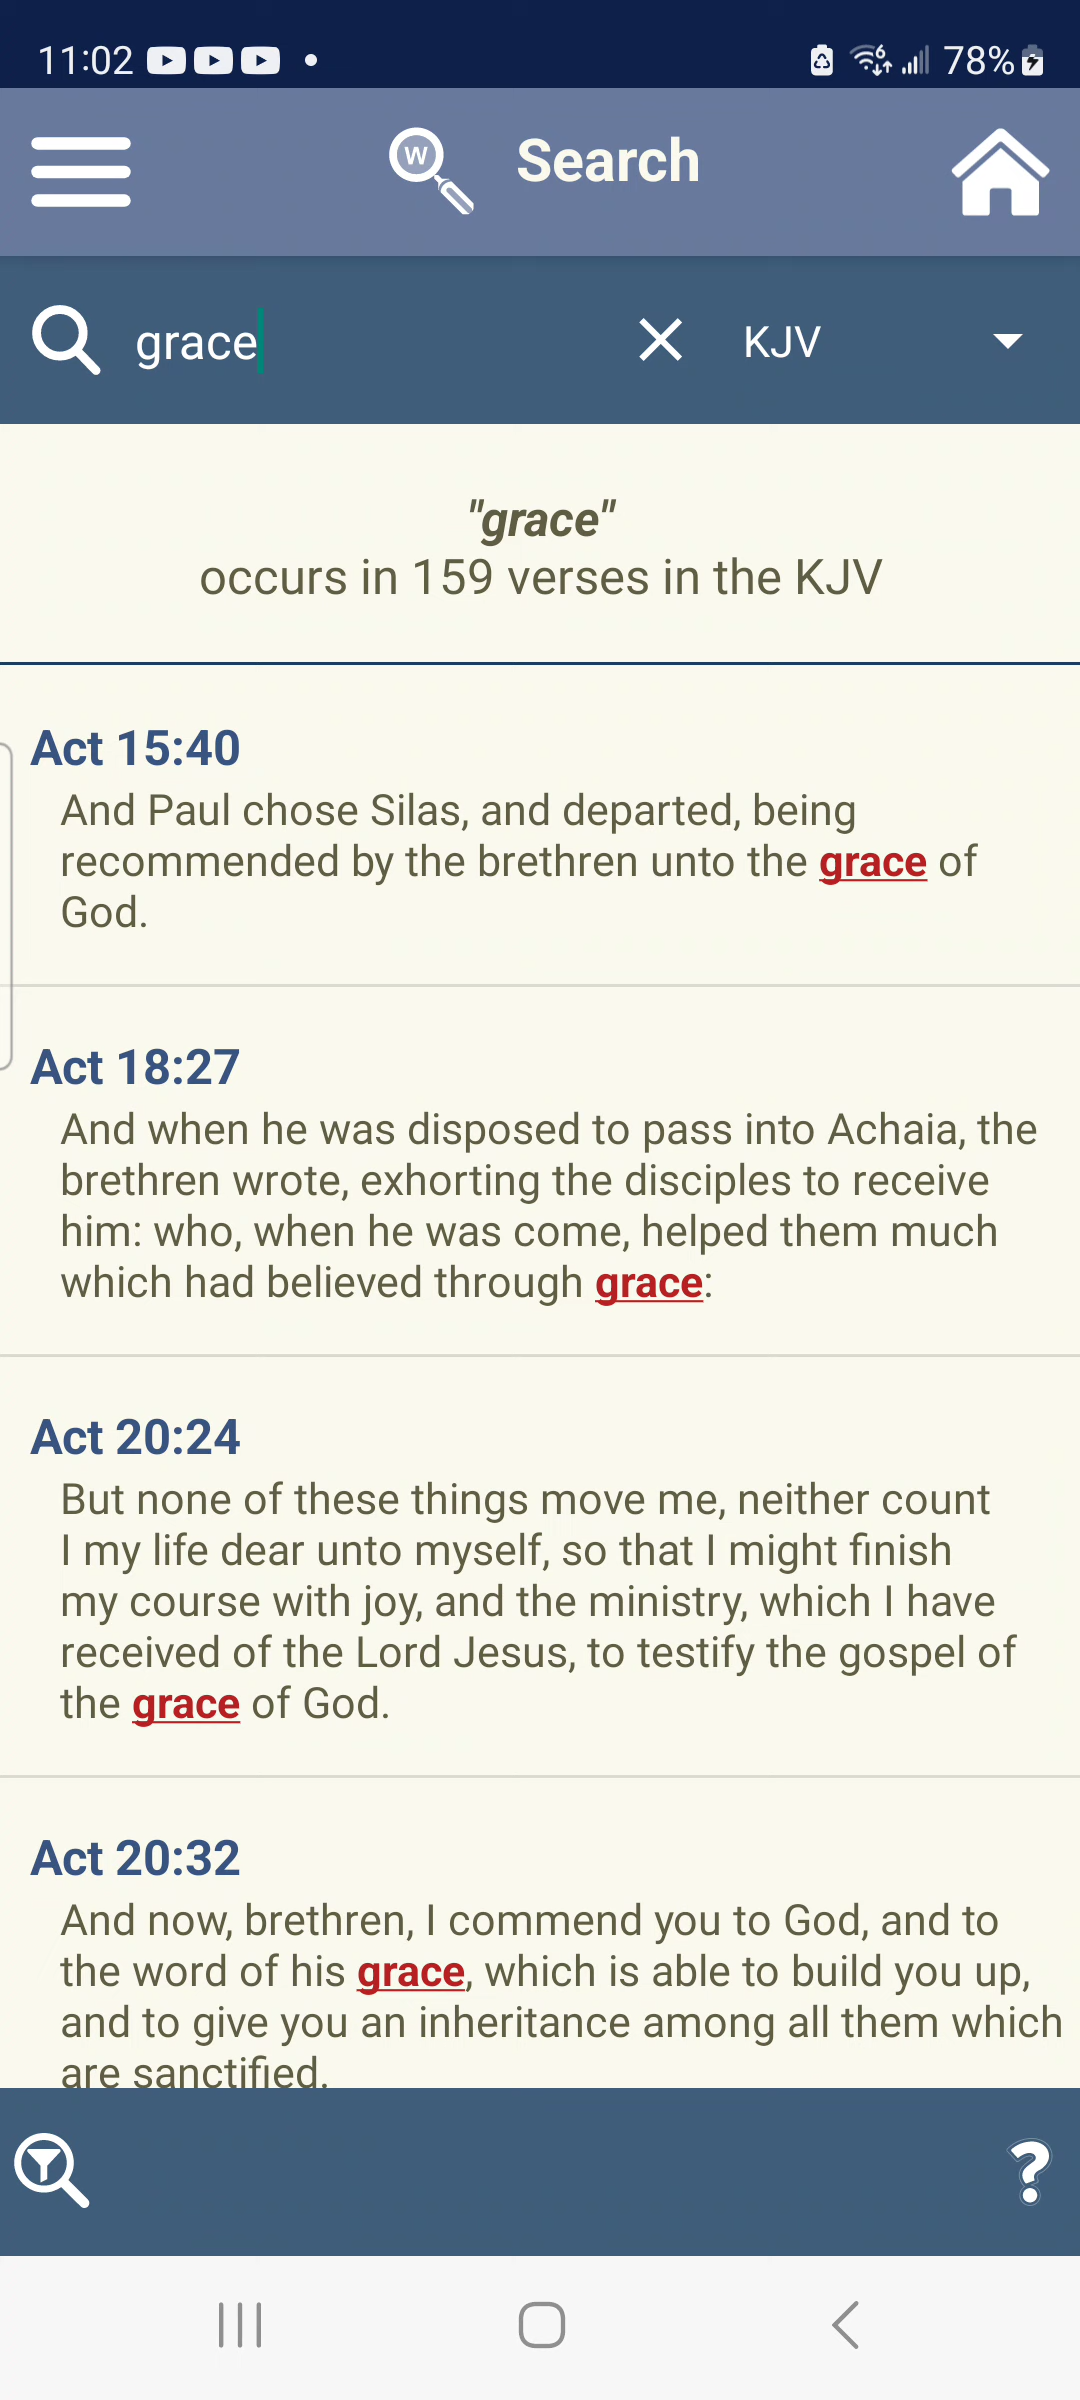 11:02
6
78%
W
Search
grace
KJV
"grace"
occurs in 159 verses in the KJV
Act 15:40
And Paul chose Silas, and departed, being
recommended by the brethren unto the grace of
God.
Act 18:27
And when he was disposed to pass into Achaia, the
brethren wrote, exhorting the disciples to receive
him: who, when he was come, helped them much
which had believed through grace:
Act 20:24
But none of these things move me, neither count
I my life dear unto myself, so that I might finish
my course with joy, and the ministry, which I have
received of the Lord Jesus, to testify the gospel of
the grace of God.
Act 20:32
And now, brethren, I commend you to God, and to
the word of his grace, which is able to build you up,
and to give you an inheritance among all them which
are sanctified.
?